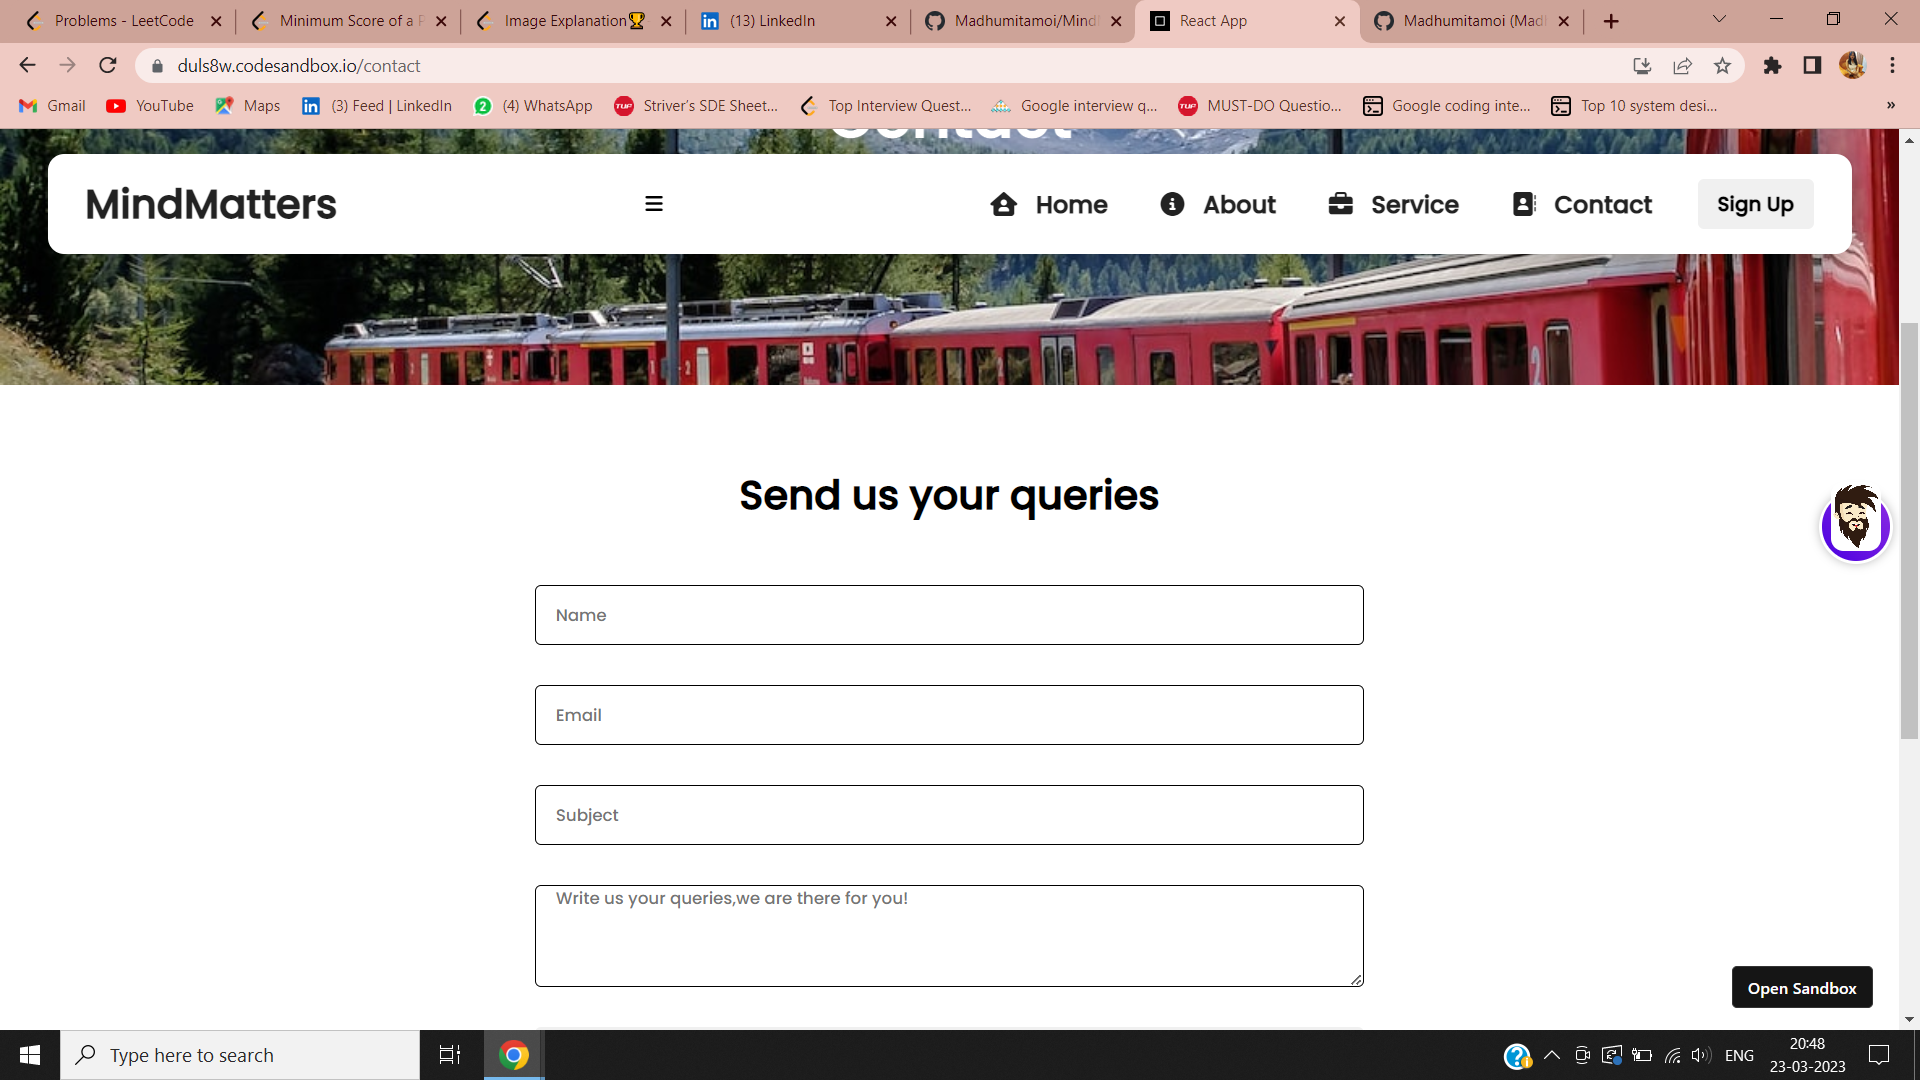 Problems - LeetCode
Minimum Score of a P
Image Explanation🏆
(13) LinkedIn
Madhumitamoi/Mind
React App
Madhumitamoi (Mad
duls8w.codesandbox.io/contact
Gmail
YouTube
Maps
(3) Feed | LinkedIn
(4) WhatsApp
Striver's SDE Sheet...
Top Interview Quest...
Google interview q...
MUST-DO Questio...
Google coding inte...
Top 10 system desi...
»
Contact
MindMatters
Home
About
Service
Contact
Sign Up
Send us your queries
Name
Email
Subject
Write us your queries,we are there for you!
Open Sandbox
Type here to search
ENG
20:48
23-03-2023